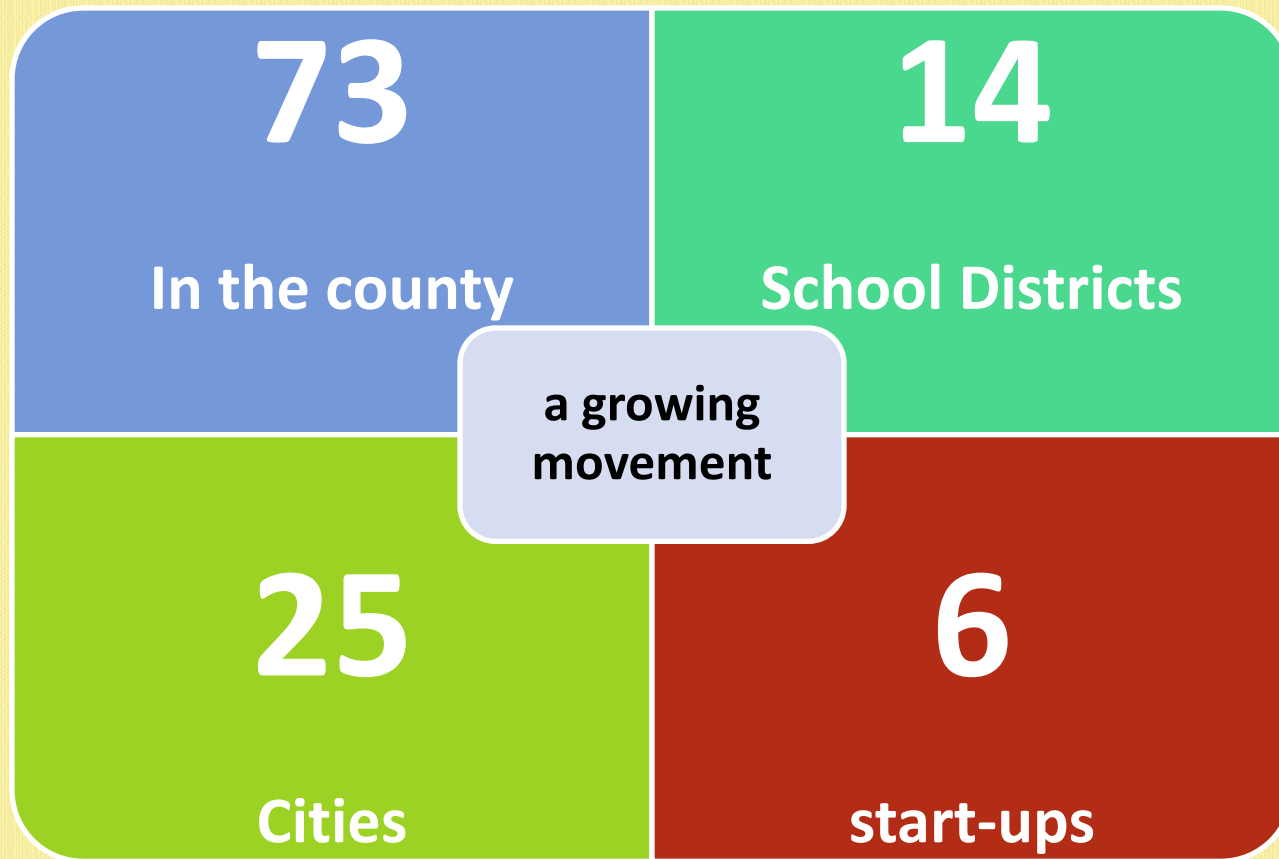 73
In the county
14
School Districts
a growing
movement
25
Cities
6
start-ups